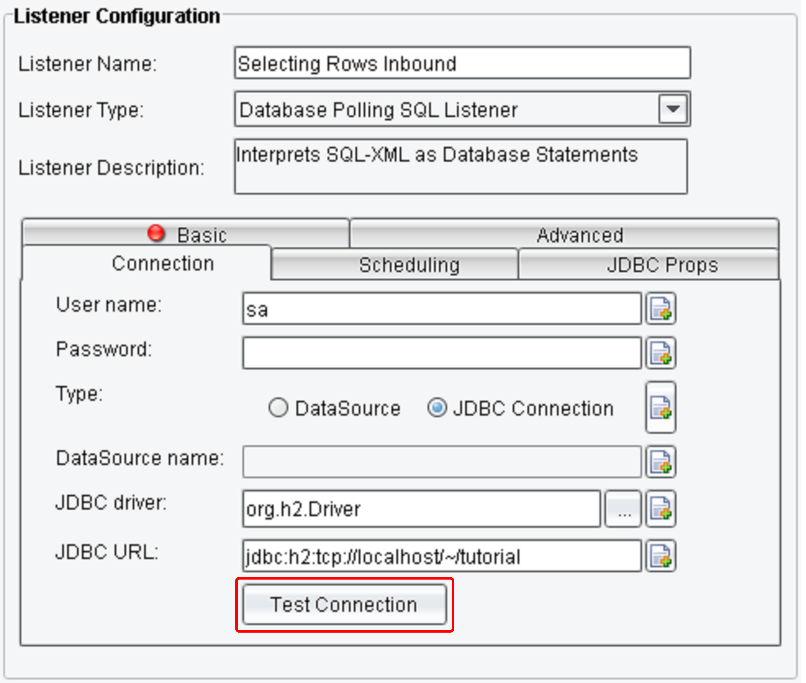 Listener Configuration
Listener Name: Selecting Rows Inbound
Listener Type: Database Polling SQL Listener
Listener Description: Interprets SQL-XML as Database Statements
Basic Advanced
Connection Scheduling JDBC Props
User name: sa
Password:
Type: DataSource JDBC Connection
DataSource name:
JDBC driver: org.h2.Driver ...
JDBC URL: jdbc:h2:tcp://localhost/~/tutorial
Test Connection